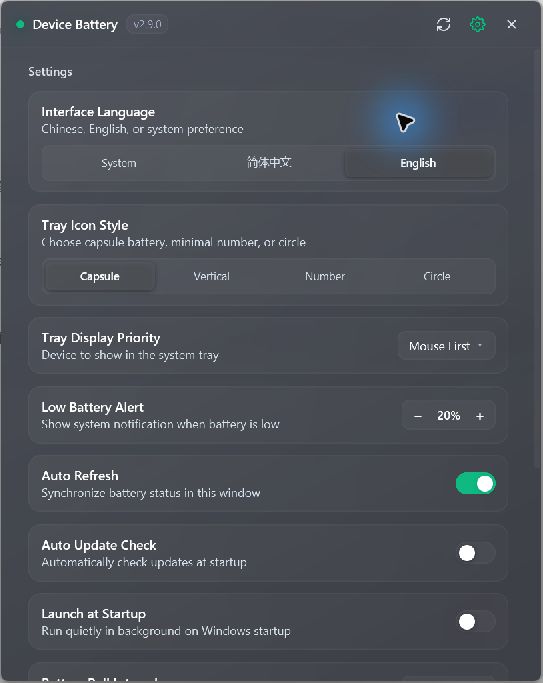 Device Battery v2.9.0
Settings
Interface Language
Chinese, English, or system preference
System 简体中文 English
Tray Icon Style
Choose capsule battery, minimal number, or circle
Capsule Vertical Number Circle
Tray Display Priority
Device to show in the system tray
Mouse First
Low Battery Alert
Show system notification when battery is low
− 20% +
Auto Refresh
Synchronize battery status in this window
Auto Update Check
Automatically check updates at startup
Launch at Startup
Run quietly in background on Windows startup